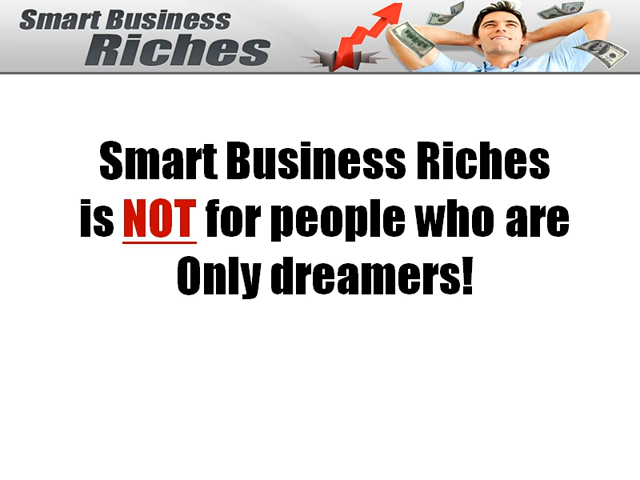 Smart Business
Riches
Smart Business Riches
is NOT for people who are
Only dreamers!